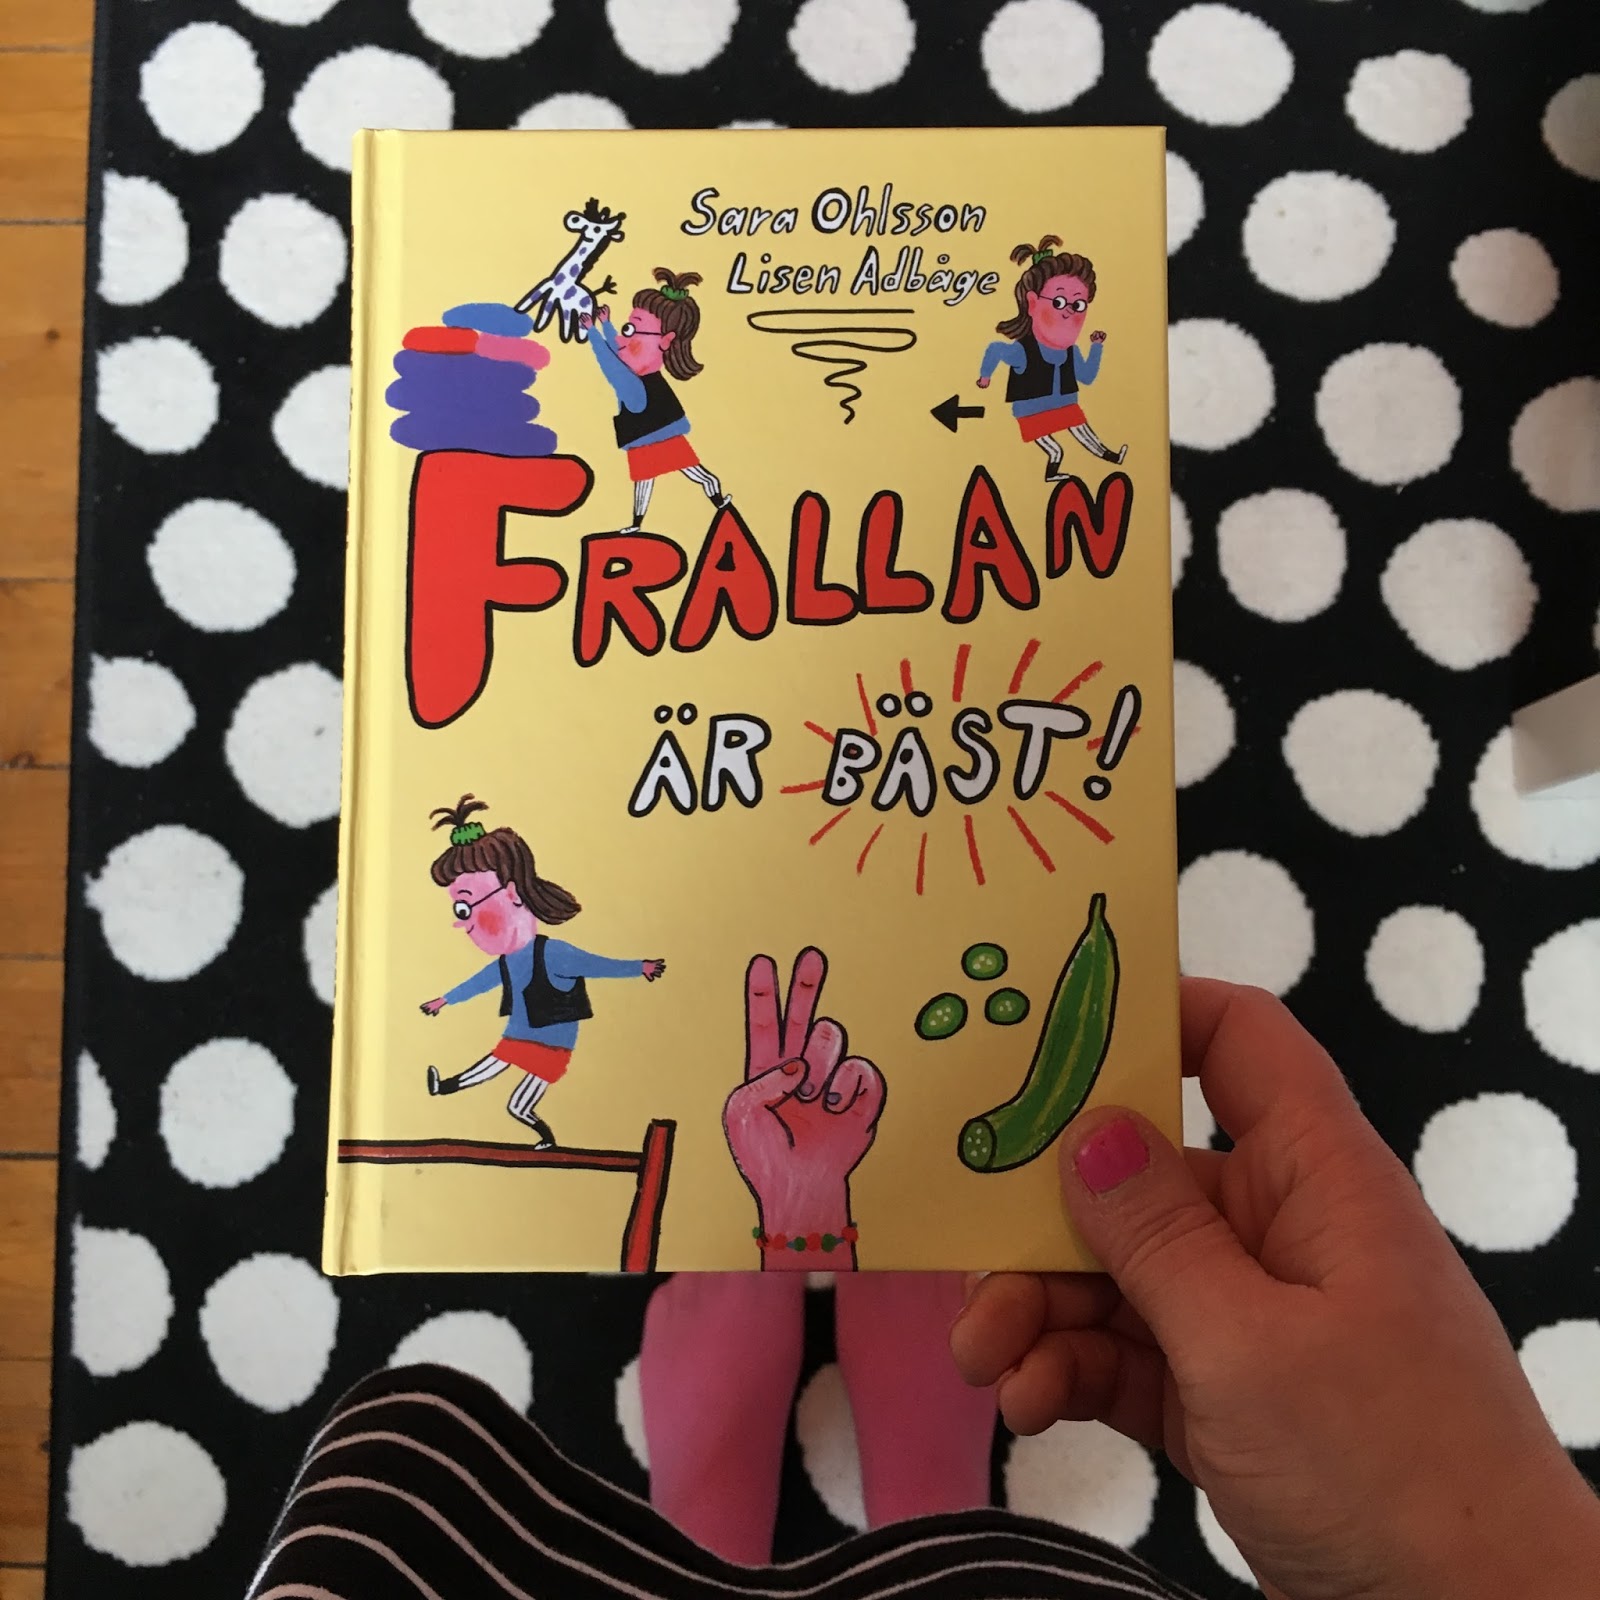 Sara Ohlsson
Lisen Adbåge
FRALLAN
ÄR BÄST!